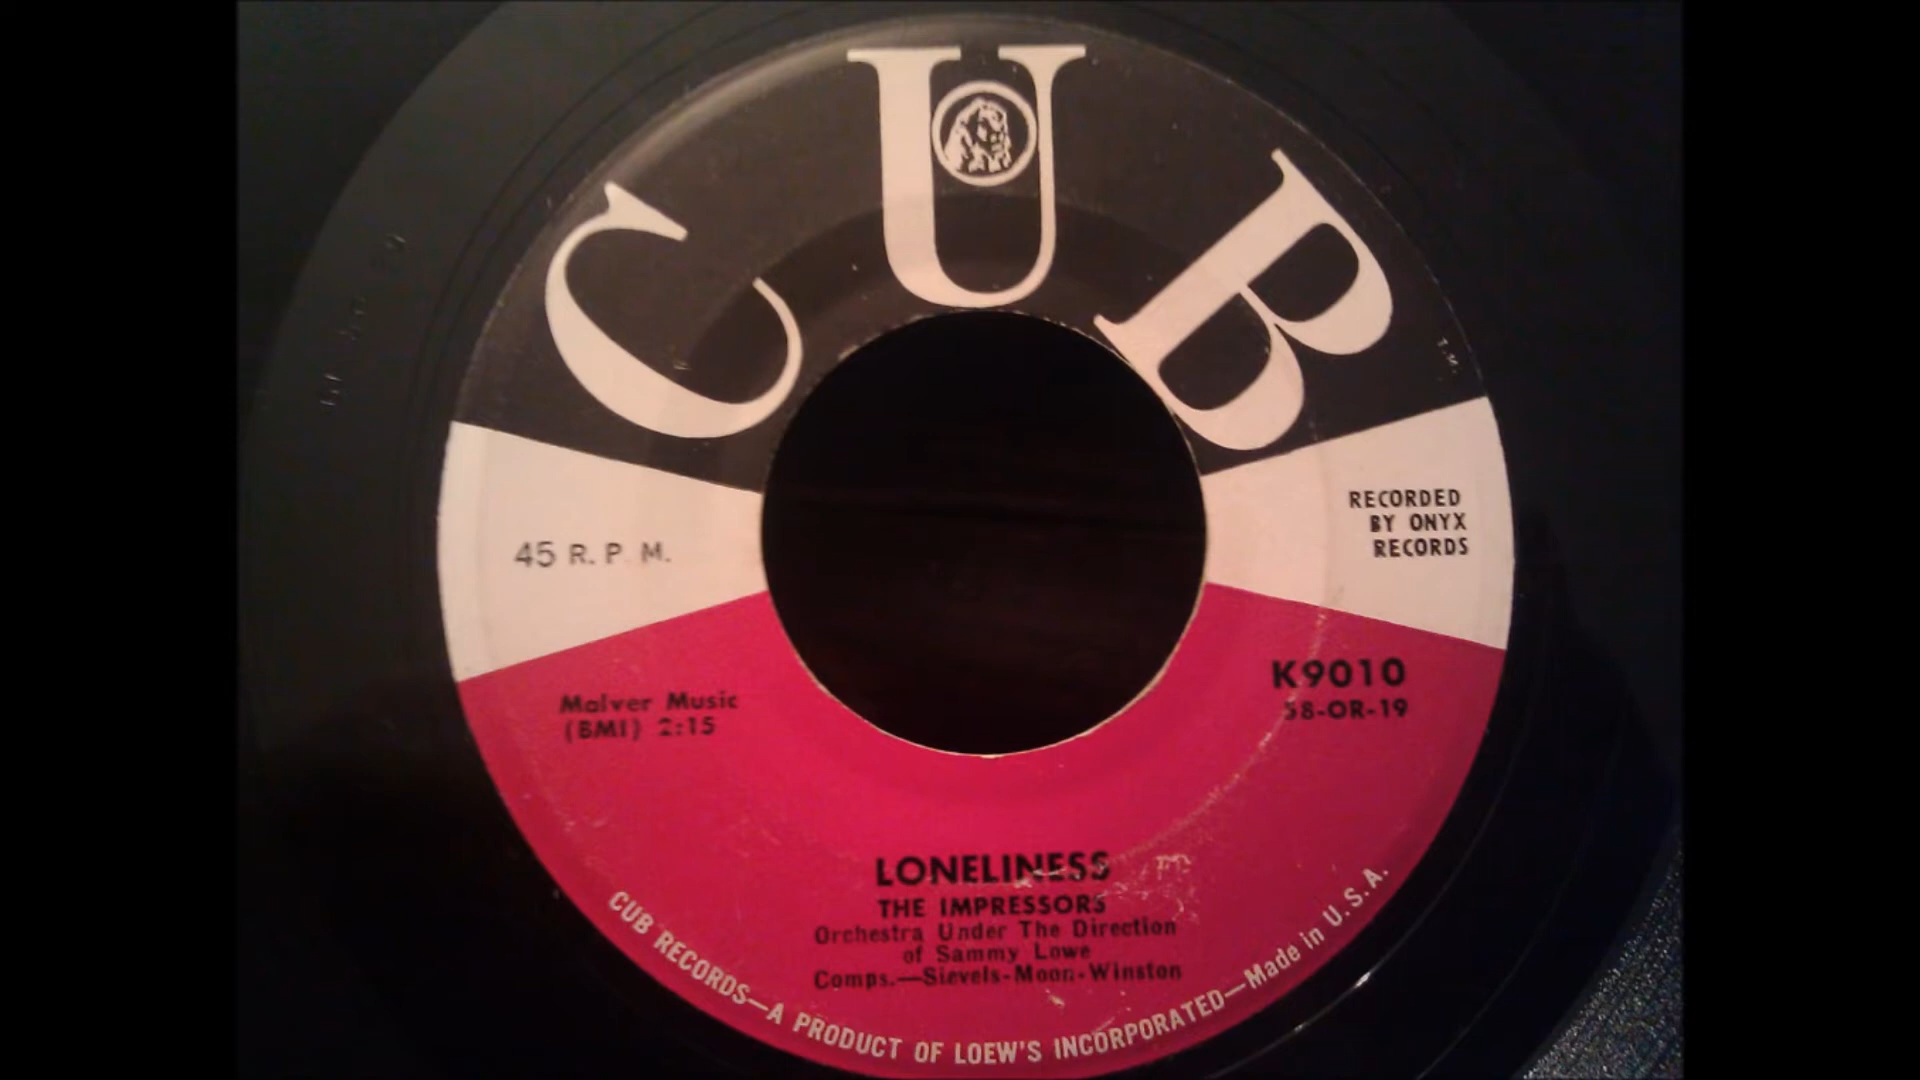 CUB
T.M.
RECORDED
BY ONYX
RECORDS
45 R. P. M.
K9010
58-OR-19
Malver Music
(BMI) 2:15
LONELINESS
THE IMPRESSORS
Orchestra Under The Direction
of Sammy Lowe
Comps.—Sievels-Moon-Winston
CUB RECORDS—A PRODUCT OF LOEW'S INCORPORATED—Made in U.S.A.